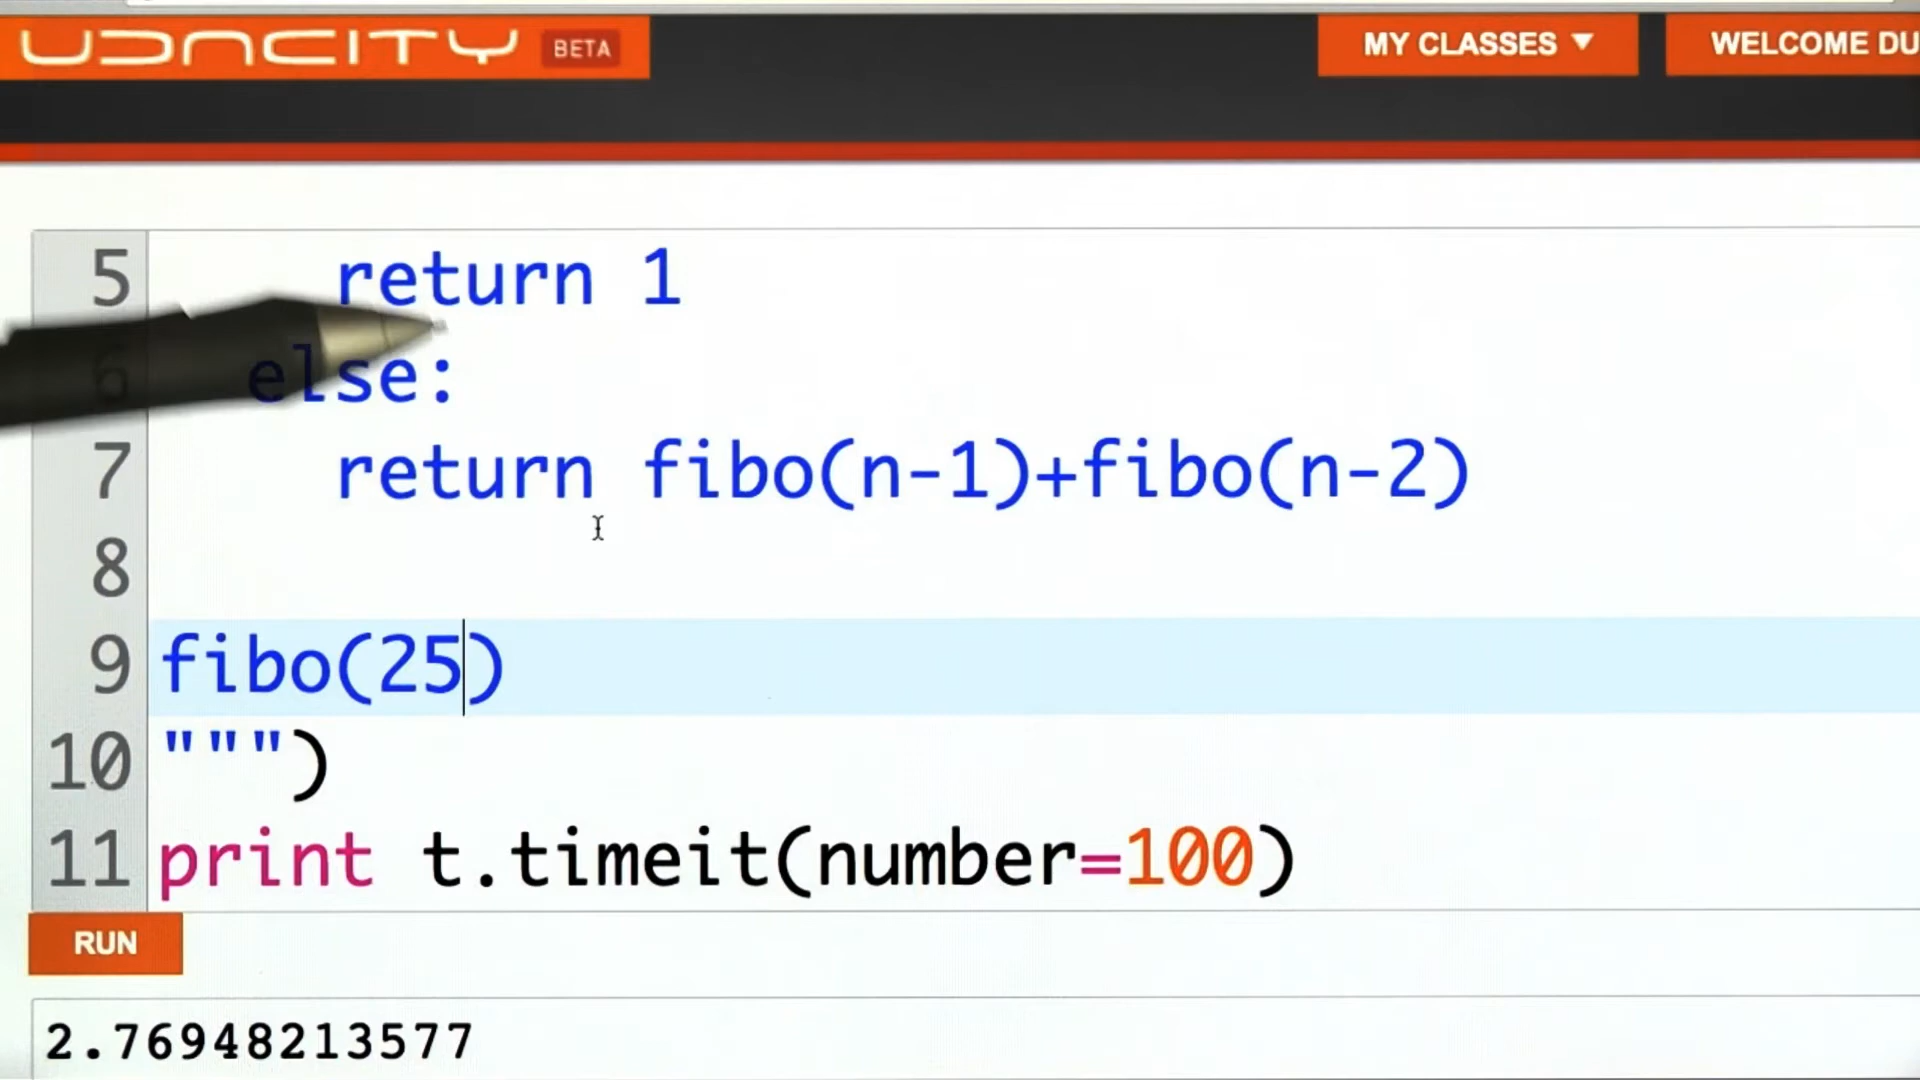 UDACITY BETA
MY CLASSES ▼
WELCOME DU
5 return 1
6 else:
7 return fibo(n-1)+fibo(n-2)
8
9 fibo(25)
10 """)
11 print t.timeit(number=100)
RUN
2.76948213577